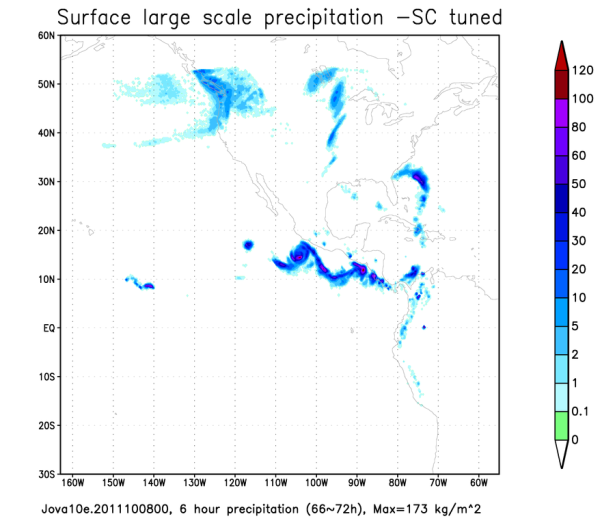 Surface large scale precipitation −SC tuned
60N
50N
40N
30N
20N
10N
EQ
10S
20S
30S
160W 150W 140W 130W 120W 110W 100W 90W 80W 70W 60W
120
100
80
60
50
40
30
20
10
5
2
1
0.1
0
Jova10e.2011100800, 6 hour precipitation (66~72h), Max=173 kg/m^2